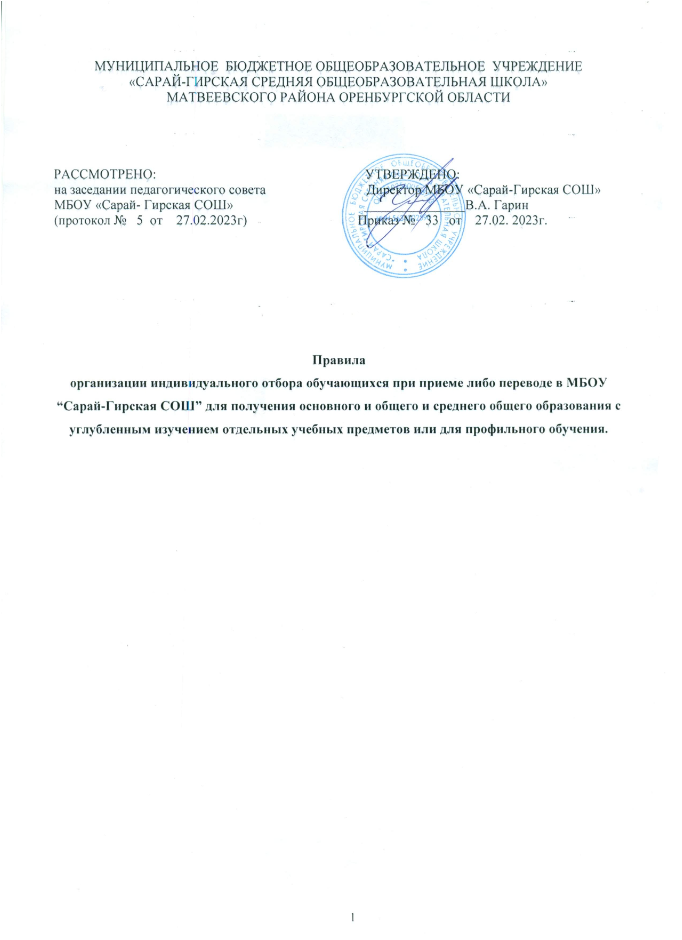 МУНИЦИПАЛЬНОЕ БЮДЖЕТНОЕ ОБЩЕОБРАЗОВАТЕЛЬНОЕ УЧРЕЖДЕНИЕ
«САРАЙ-ГИРСКАЯ СРЕДНЯЯ ОБЩЕОБРАЗОВАТЕЛЬНАЯ ШКОЛА»
МАТВЕЕВСКОГО РАЙОНА ОРЕНБУРГСКОЙ ОБЛАСТИ
РАССМОТРЕНО: УТВЕРЖДЕНО:
на заседании педагогического совета Директор МБОУ «Сарай-Гирская СОШ»
МБОУ «Сарай- Гирская СОШ» В.А. Гарин
(протокол № 5 от 27.02.2023г) Приказ № 33 от 27.02. 2023г.
Правила
организации индивидуального отбора обучающихся при приеме либо переводе в МБОУ
“Сарай-Гирская СОШ” для получения основного и общего и среднего общего образования с
углубленным изучением отдельных учебных предметов или для профильного обучения.
1